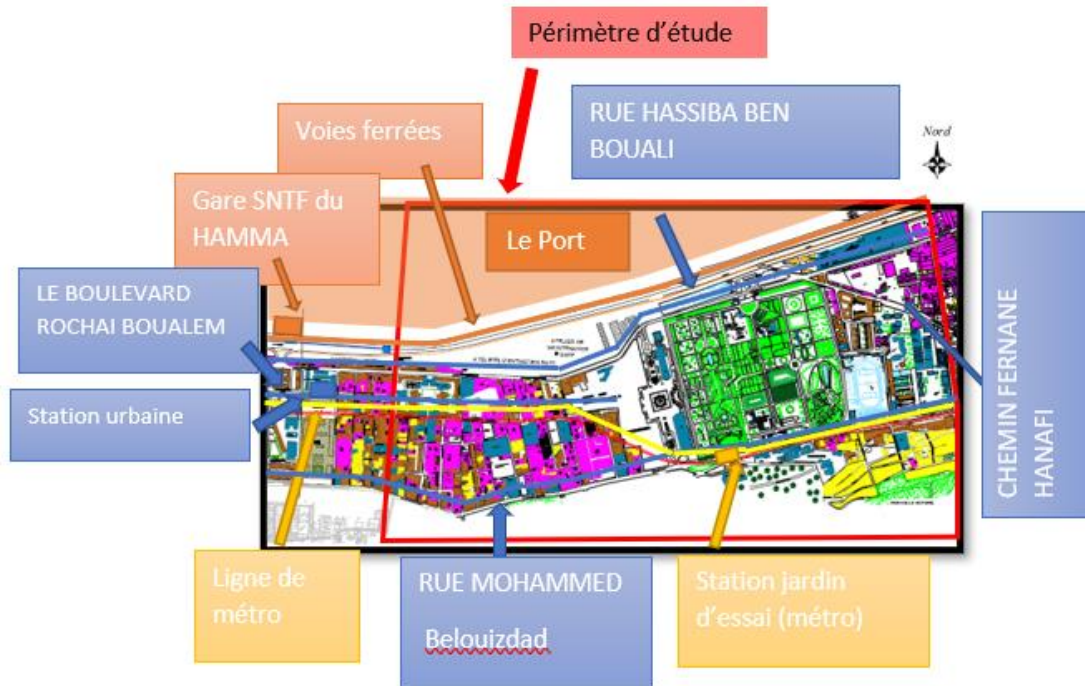 Périmètre d'étude
RUE HASSIBA BEN
BOUALI
Nord
Voies ferrées
Gare SNTF du
HAMMA
Le Port
LE BOULEVARD
ROCHAI BOUALEM
Station urbaine
CHEMIN FERNANE
HANAFI
Ligne de
métro
RUE MOHAMMED
Belouizdad
Station jardin
d'essai (métro)